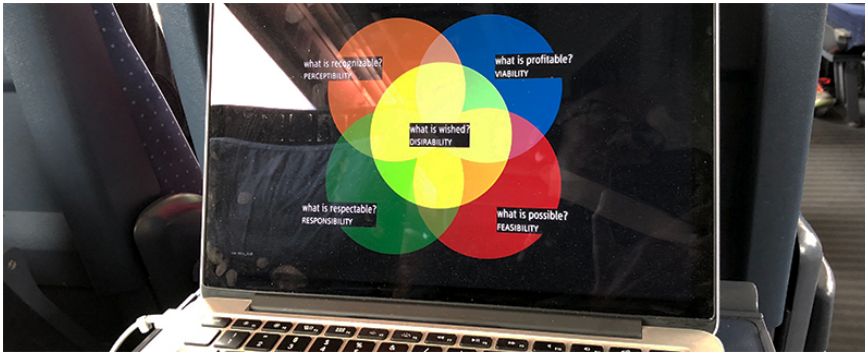 what is recognizable?
PERCEPTIBILITY
what is profitable?
VIABILITY
what is wished?
DISIRABILITY
what is respectable?
RESPONSIBILITY
what is possible?
FEASIBILITY